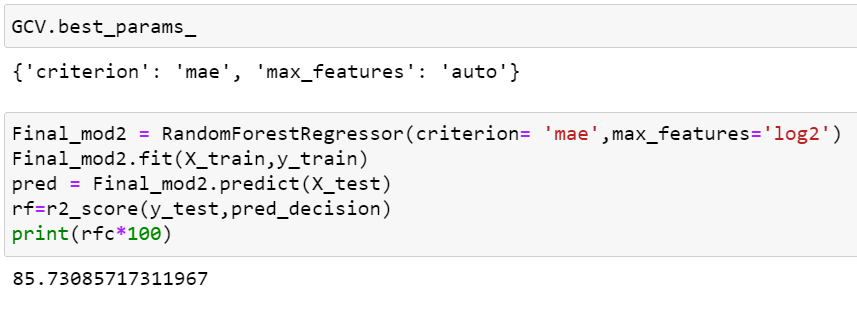 GCV.best_params_
{'criterion': 'mae', 'max_features': 'auto'}
Final_mod2 = RandomForestRegressor(criterion= 'mae',max_features='log2')
Final_mod2.fit(X_train,y_train)
pred = Final_mod2.predict(X_test)
rf=r2_score(y_test,pred_decision)
print(rfc*100)
85.73085717311967